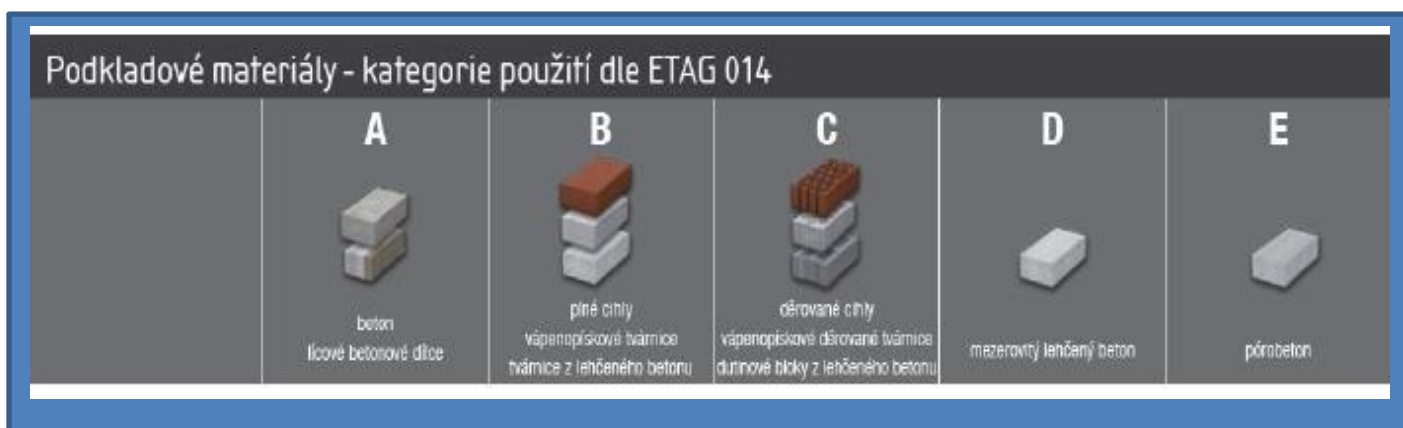 Podkladové materiály - kategorie použití dle ETAG 014
A
B
C
D
E
beton
lícové betonové dílce
plné cihly
vápenopískové tvárnice
tvárnice z lehčeného betonu
děrované cihly
vápenopískové děrované tvárnice
dutinové bloky z lehčeného betonu
mezerovitý lehčený beton
pórobeton